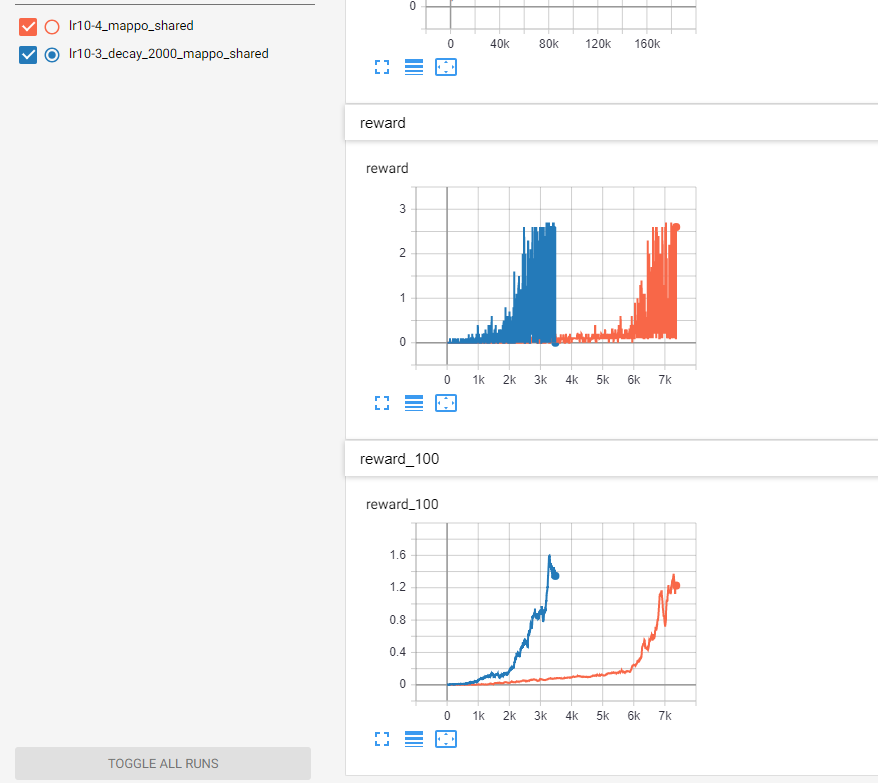 lr10-4_mappo_shared
lr10-3_decay_2000_mappo_shared
TOGGLE ALL RUNS
0
0 40k 80k 120k 160k
reward
reward
3
2
1
0
0 1k 2k 3k 4k 5k 6k 7k
reward_100
reward_100
1.6
1.2
0.8
0.4
0
0 1k 2k 3k 4k 5k 6k 7k